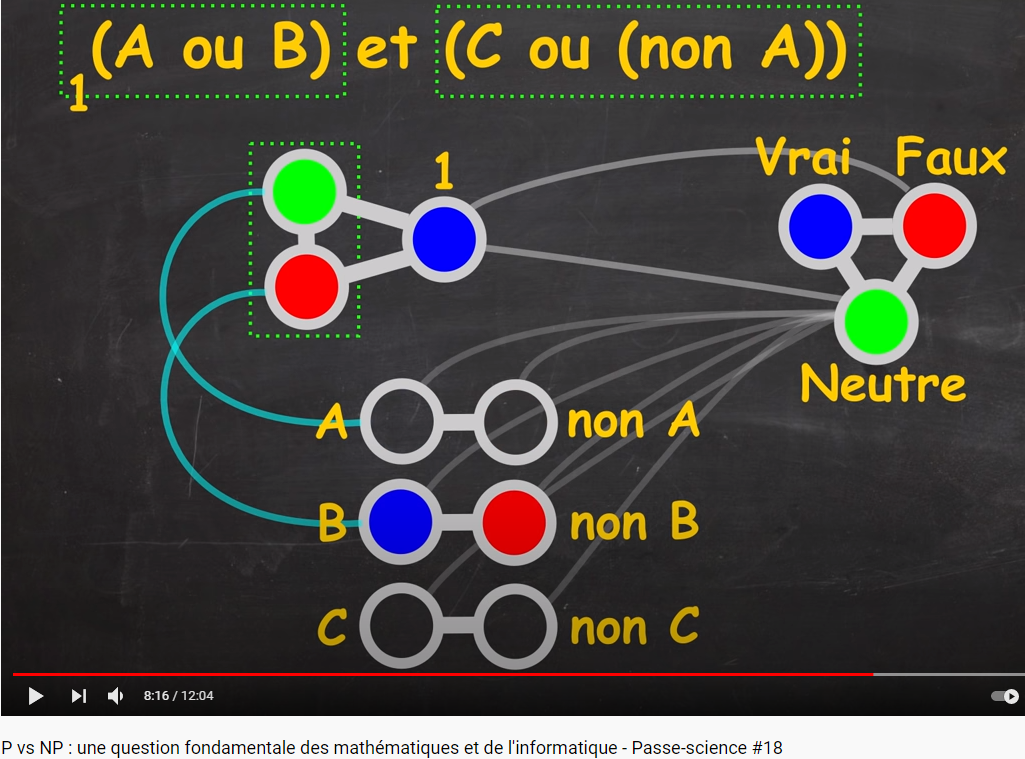 (A ou B) et (C ou (non A))
1
1
Vrai Faux
Neutre
A non A
B non B
C non C
8:16 / 12:04
P vs NP : une question fondamentale des mathématiques et de l'informatique - Passe-science #18